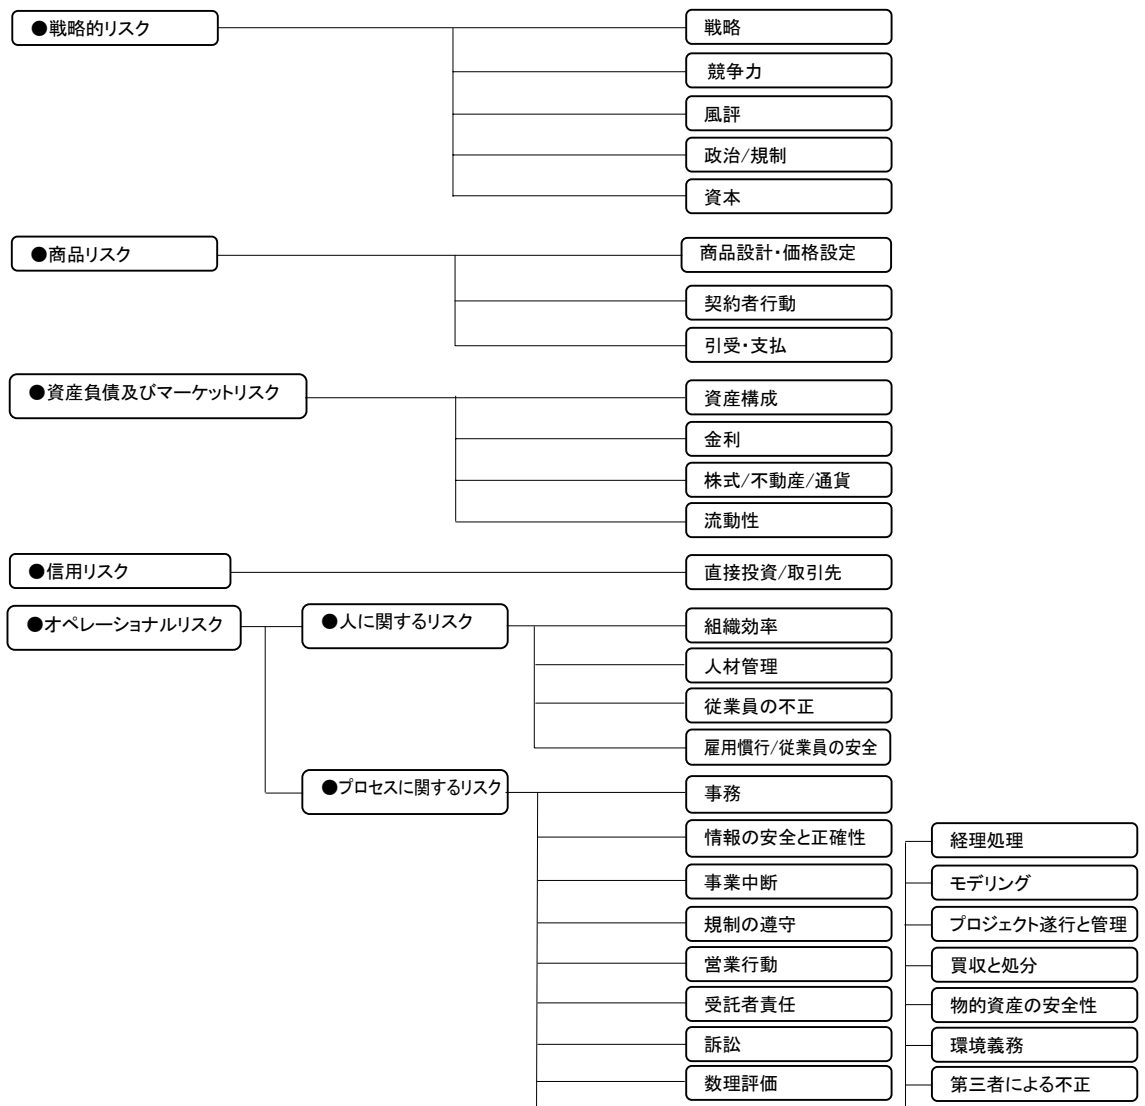 ●戦略的リスク
戦略
競争力
風評
政治/規制
資本
●商品リスク
商品設計・価格設定
契約者行動
引受・支払
●資産負債及びマーケットリスク
資産構成
金利
株式/不動産/通貨
流動性
●信用リスク
直接投資/取引先
●オペレーショナルリスク
●人に関するリスク
組織効率
人材管理
従業員の不正
雇用慣行/従業員の安全
●プロセスに関するリスク
事務
情報の安全と正確性
事業中断
規制の遵守
営業行動
受託者責任
訴訟
数理評価
経理処理
モデリング
プロジェクト遂行と管理
買収と処分
物的資産の安全性
環境義務
第三者による不正